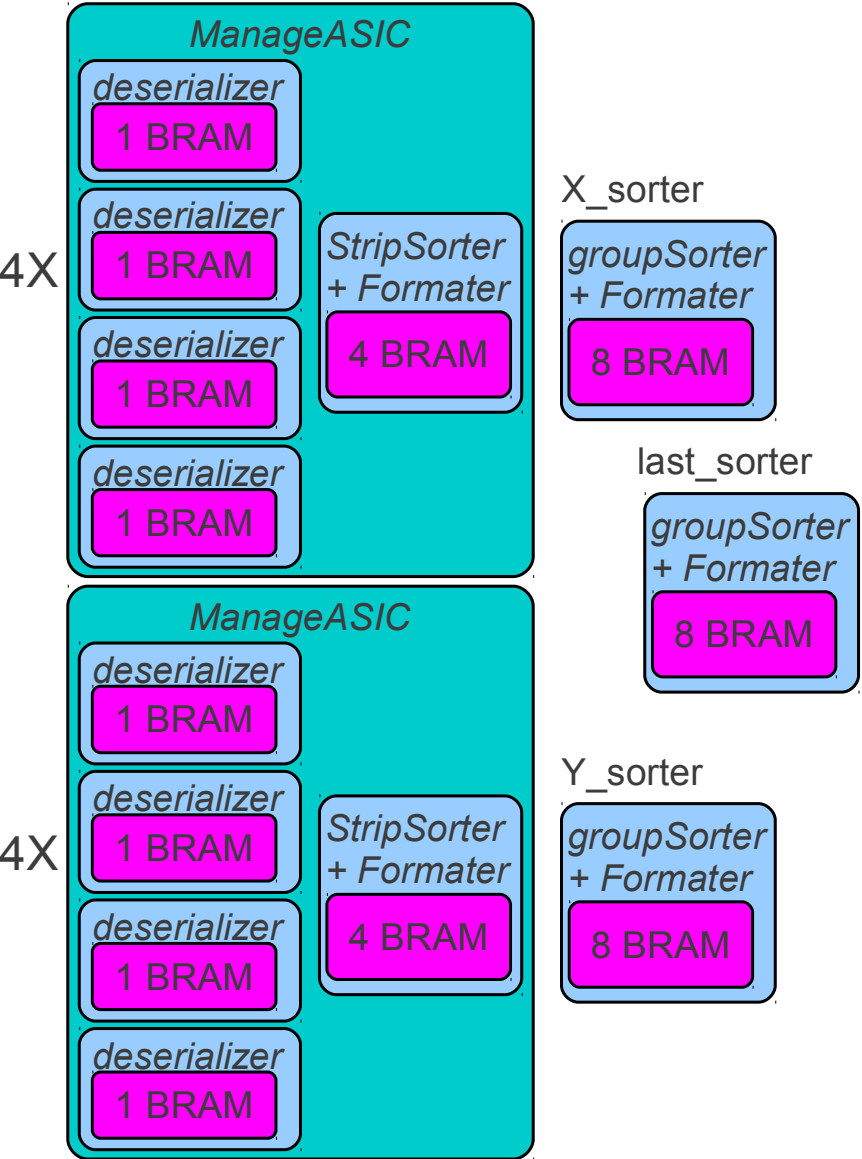 ManageASIC
deserializer
1 BRAM
deserializer
1 BRAM
deserializer
1 BRAM
deserializer
1 BRAM
4X
StripSorter
+ Formater
4 BRAM
X_sorter
groupSorter
+ Formater
8 BRAM
last_sorter
groupSorter
+ Formater
8 BRAM
ManageASIC
deserializer
1 BRAM
deserializer
1 BRAM
deserializer
1 BRAM
deserializer
1 BRAM
4X
StripSorter
+ Formater
4 BRAM
Y_sorter
groupSorter
+ Formater
8 BRAM